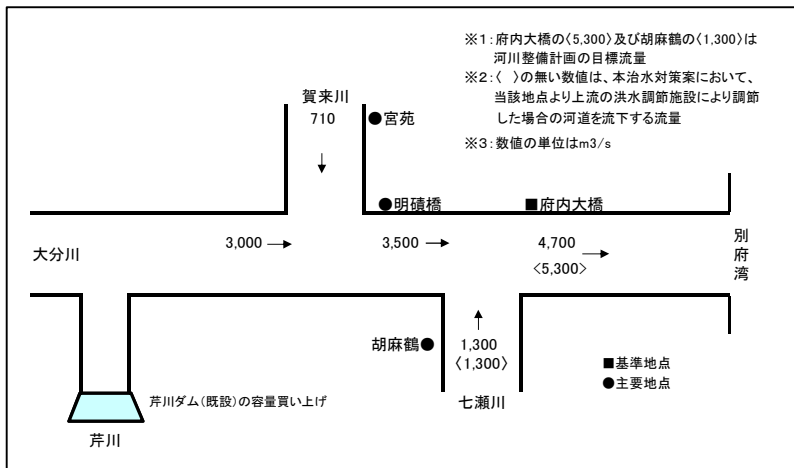 ※1:府内大橋の〈5,300〉及び胡麻鶴の〈1,300〉は
河川整備計画の目標流量
※2:〈　〉の無い数値は、本治水対策案において、
当該地点より上流の洪水調節施設により調節
した場合の河道を流下する流量
※3:数値の単位はm3/s
賀来川
710
●宮苑
↓
●明磧橋
■府内大橋
大分川
3,000 →
3,500 →
4,700 →
〈5,300〉
別府湾
胡麻鶴●
↑
1,300
〈1,300〉
七瀬川
■基準地点
●主要地点
芹川ダム(既設)の容量買い上げ
芹川